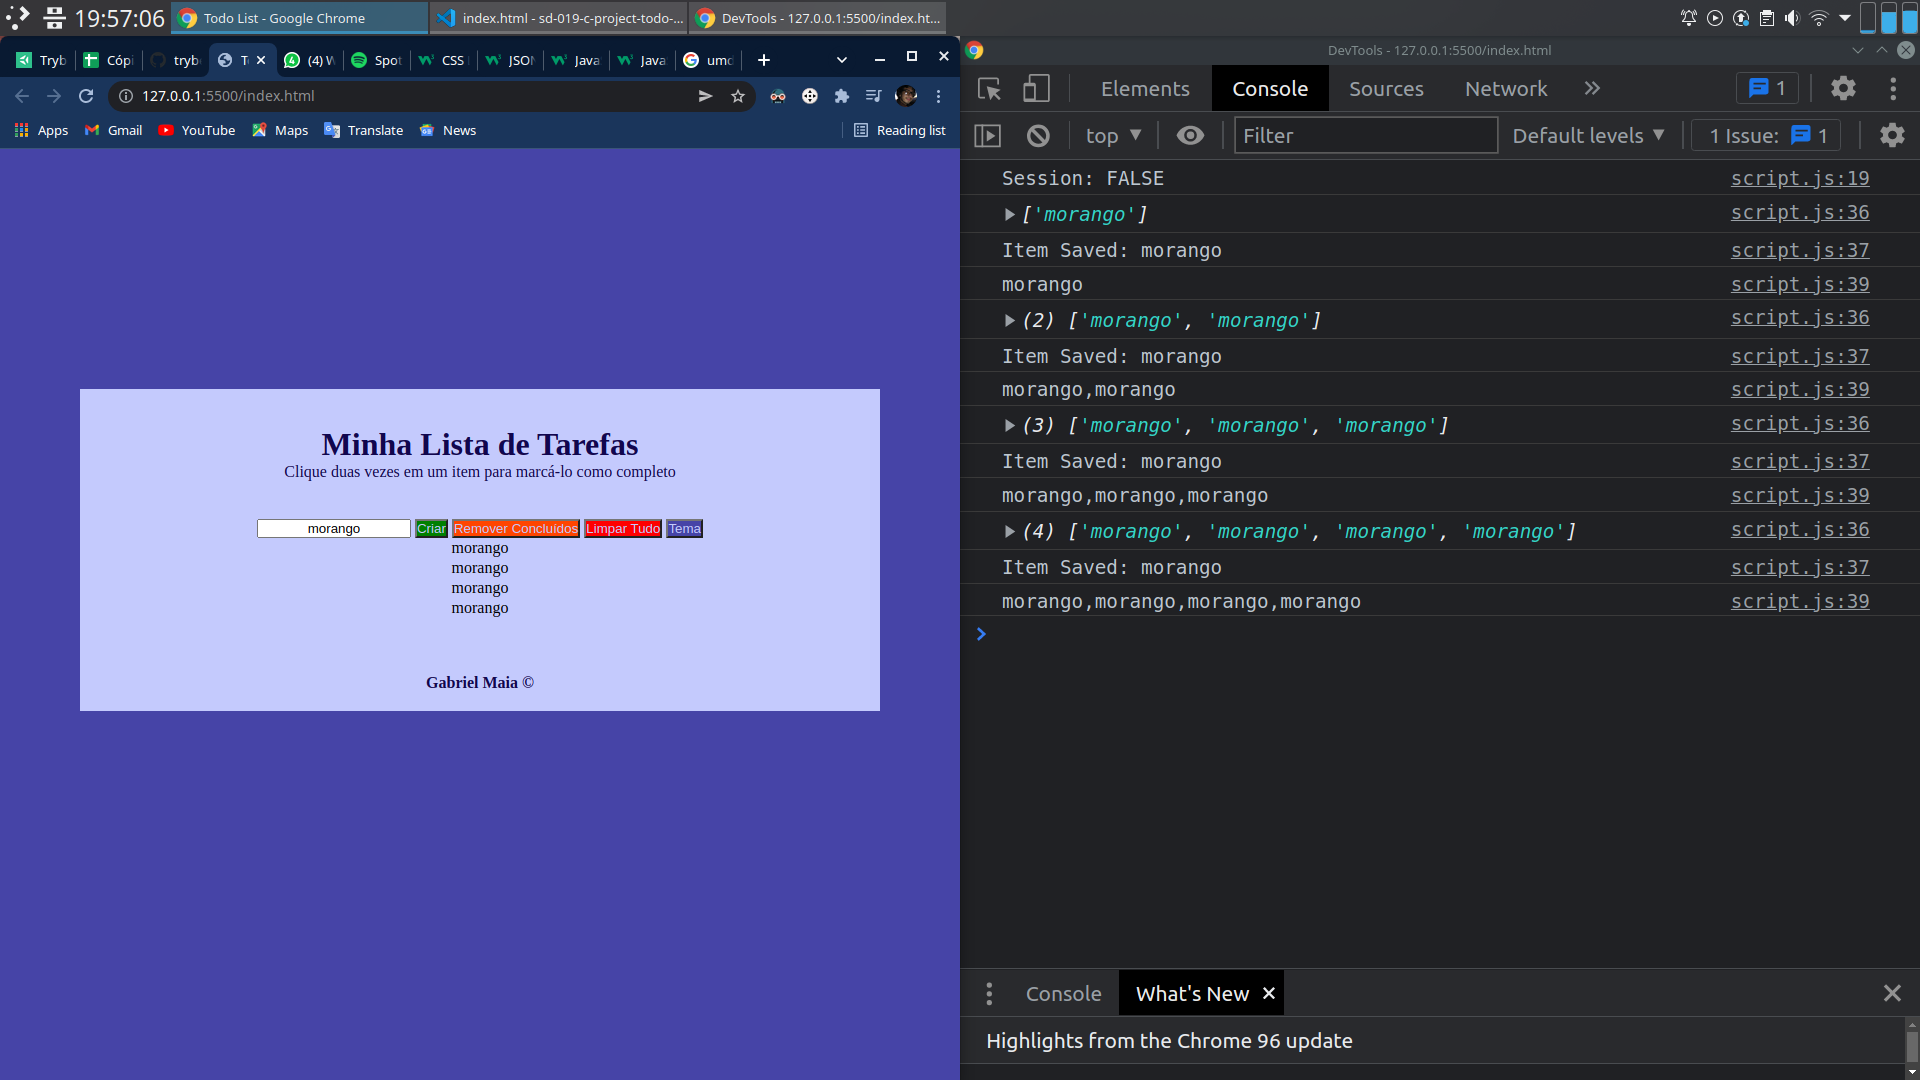 19:57:06
Todo List - Google Chrome
index.html - sd-019-c-project-todo-...
DevTools - 127.0.0.1:5500/index.ht...
Tryb
Cópi
tryb
(4) W
Spot
CSS
JSON
Java
Java
umd
127.0.0.1:5500/index.html
Apps
Gmail
YouTube
Maps
Translate
News
Reading list
Minha Lista de Tarefas
Clique duas vezes em um item para marcá-lo como completo
morango
Criar
Remover Concluídos
Limpar Tudo
Tema
morango
morango
morango
morango
Gabriel Maia ©
DevTools - 127.0.0.1:5500/index.html
Elements
Console
Sources
Network
1
top
Filter
Default levels
1 Issue: 1
Session: FALSE script.js:19
['morango'] script.js:36
Item Saved: morango script.js:37
morango script.js:39
(2) ['morango', 'morango'] script.js:36
Item Saved: morango script.js:37
morango,morango script.js:39
(3) ['morango', 'morango', 'morango'] script.js:36
Item Saved: morango script.js:37
morango,morango,morango script.js:39
(4) ['morango', 'morango', 'morango', 'morango'] script.js:36
Item Saved: morango script.js:37
morango,morango,morango,morango script.js:39
Console
What's New
Highlights from the Chrome 96 update